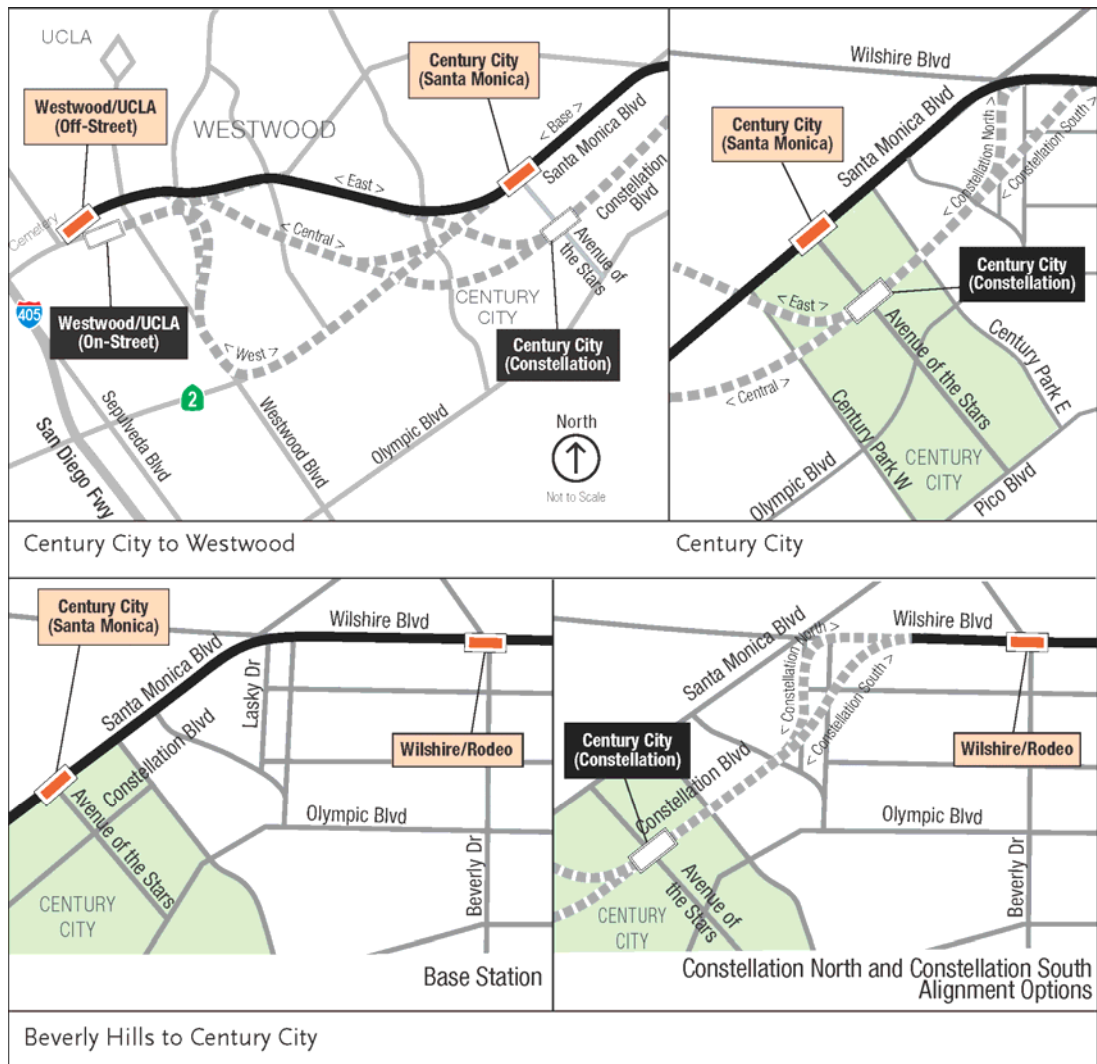 UCLA
Westwood/UCLA
(Off-Street)
WESTWOOD
Century City
(Santa Monica)
< Base >
Santa Monica Blvd
Constellation
Blvd
< East >
< Central >
Cemetery
Avenue of
the Stars
CENTURY
CITY
405
Westwood/UCLA
(On-Street)
Century City
(Constellation)
< West >
2
San Diego Fwy
Sepulveda Blvd
Westwood Blvd
Olympic Blvd
North
Not to Scale
Century City to Westwood
Wilshire Blvd
Century City
(Santa Monica)
Santa Monica Blvd
< Constellation North >
< Constellation South >
Century City
(Constellation)
< East >
< Central >
Avenue of the Stars
Century Park E
Century Park W
CENTURY
CITY
Olympic Blvd
Pico Blvd
Century City
Century City
(Santa Monica)
Wilshire Blvd
Santa Monica Blvd
Lasky Dr
Constellation Blvd
Wilshire/Rodeo
Avenue of the Stars
Olympic Blvd
Beverly Dr
CENTURY
CITY
Base Station
Santa Monica Blvd
Wilshire Blvd
< Constellation North >
< Constellation South >
Century City
(Constellation)
Wilshire/Rodeo
Constellation Blvd
Olympic Blvd
Avenue of
the Stars
Beverly Dr
CENTURY
CITY
Constellation North and Constellation South
Alignment Options
Beverly Hills to Century City